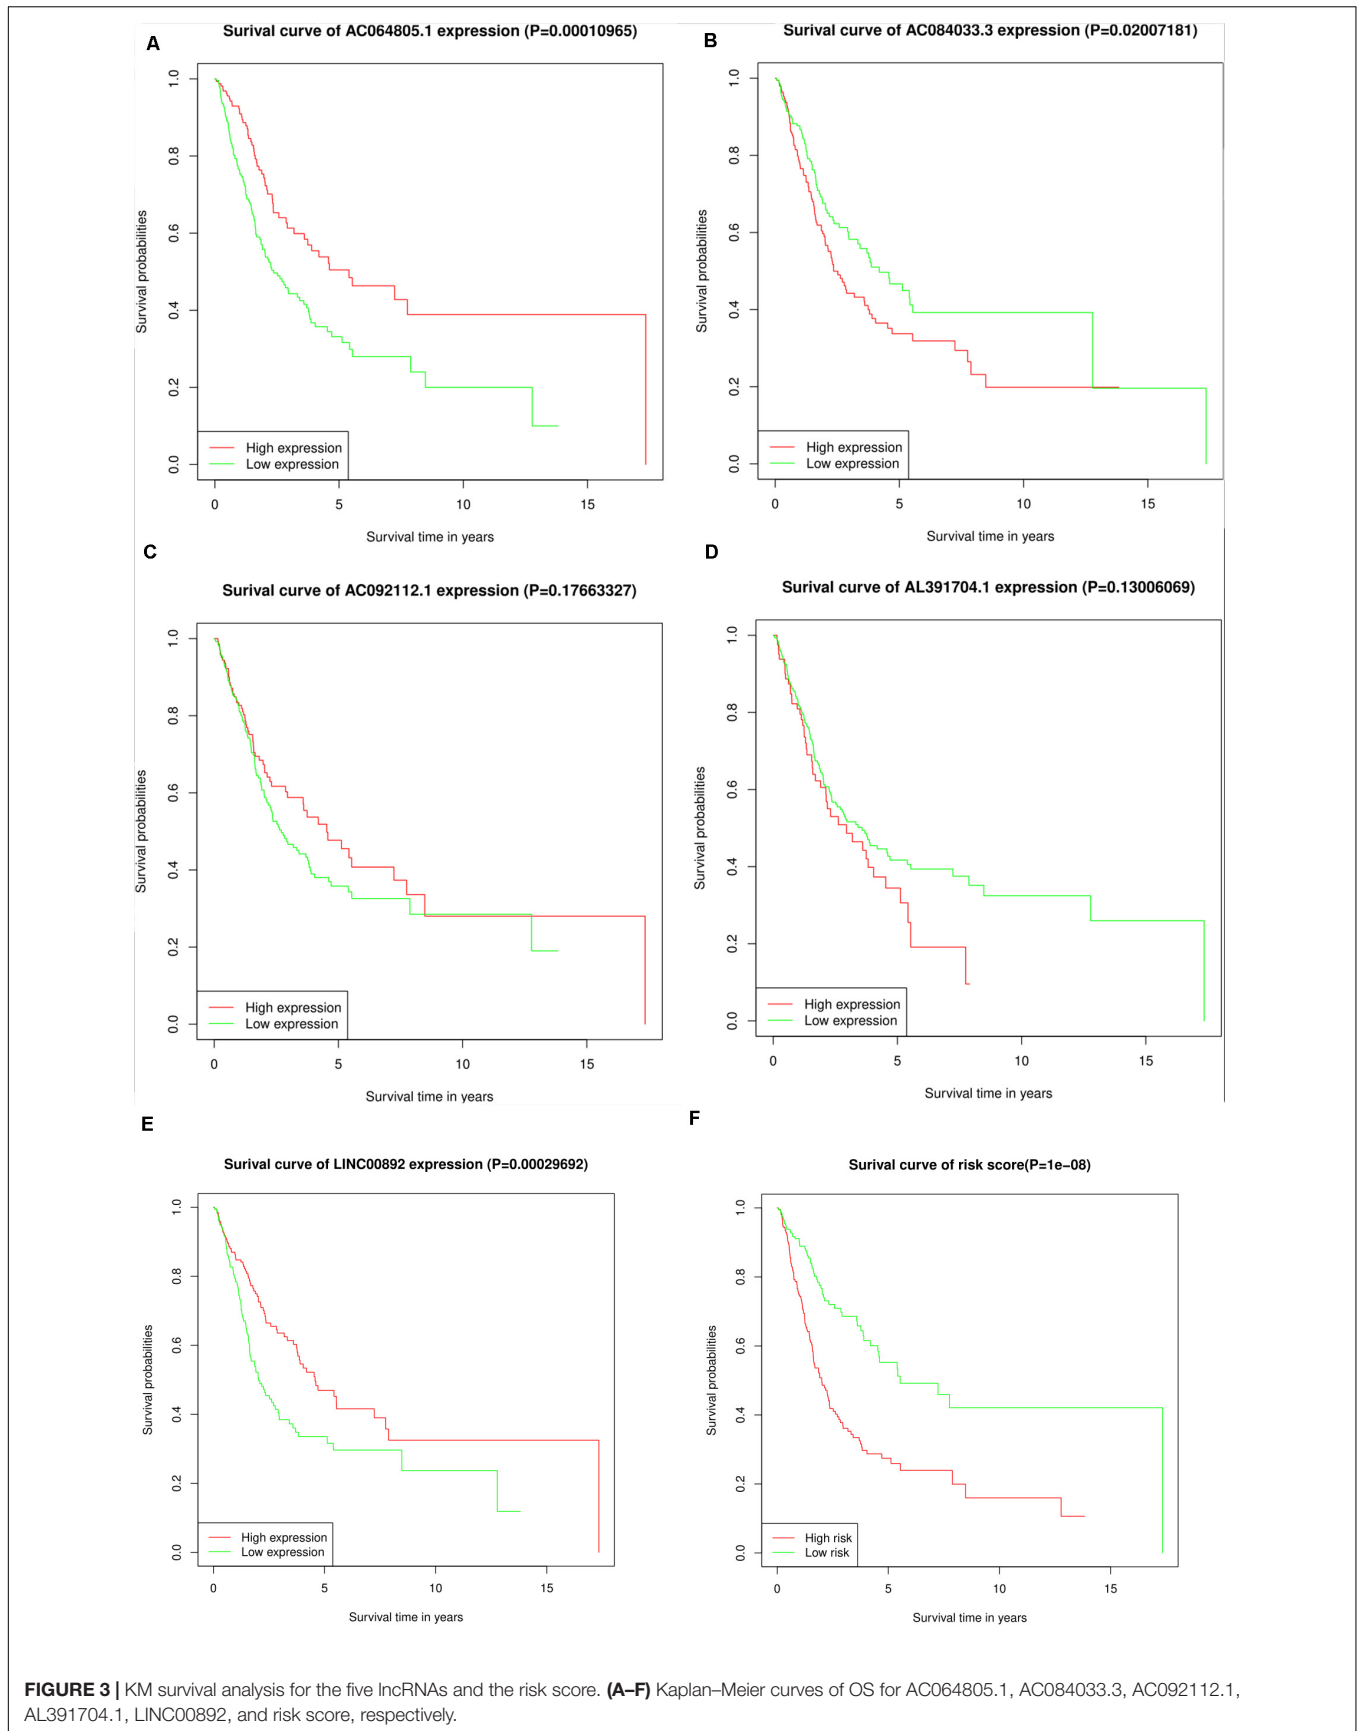 A
Surival curve of AC064805.1 expression (P=0.00010965)
Survival probabilities
1.0
0.8
0.6
0.4
0.2
0.0
High expression
Low expression
0 5 10 15
Survival time in years
B
Surival curve of AC084033.3 expression (P=0.02007181)
Survival probabilities
1.0
0.8
0.6
0.4
0.2
0.0
High expression
Low expression
0 5 10 15
Survival time in years
C
Surival curve of AC092112.1 expression (P=0.17663327)
Survival probabilities
1.0
0.8
0.6
0.4
0.2
0.0
High expression
Low expression
0 5 10 15
Survival time in years
D
Surival curve of AL391704.1 expression (P=0.13006069)
Survival probabilities
1.0
0.8
0.6
0.4
0.2
0.0
High expression
Low expression
0 5 10 15
Survival time in years
E
Surival curve of LINC00892 expression (P=0.00029692)
Survival probabilities
1.0
0.8
0.6
0.4
0.2
0.0
High expression
Low expression
0 5 10 15
Survival time in years
F
Surival curve of risk score(P=1e−08)
Survival probabilities
1.0
0.8
0.6
0.4
0.2
0.0
High risk
Low risk
0 5 10 15
Survival time in years
FIGURE 3 | KM survival analysis for the five lncRNAs and the risk score. (A–F) Kaplan–Meier curves of OS for AC064805.1, AC084033.3, AC092112.1,
AL391704.1, LINC00892, and risk score, respectively.